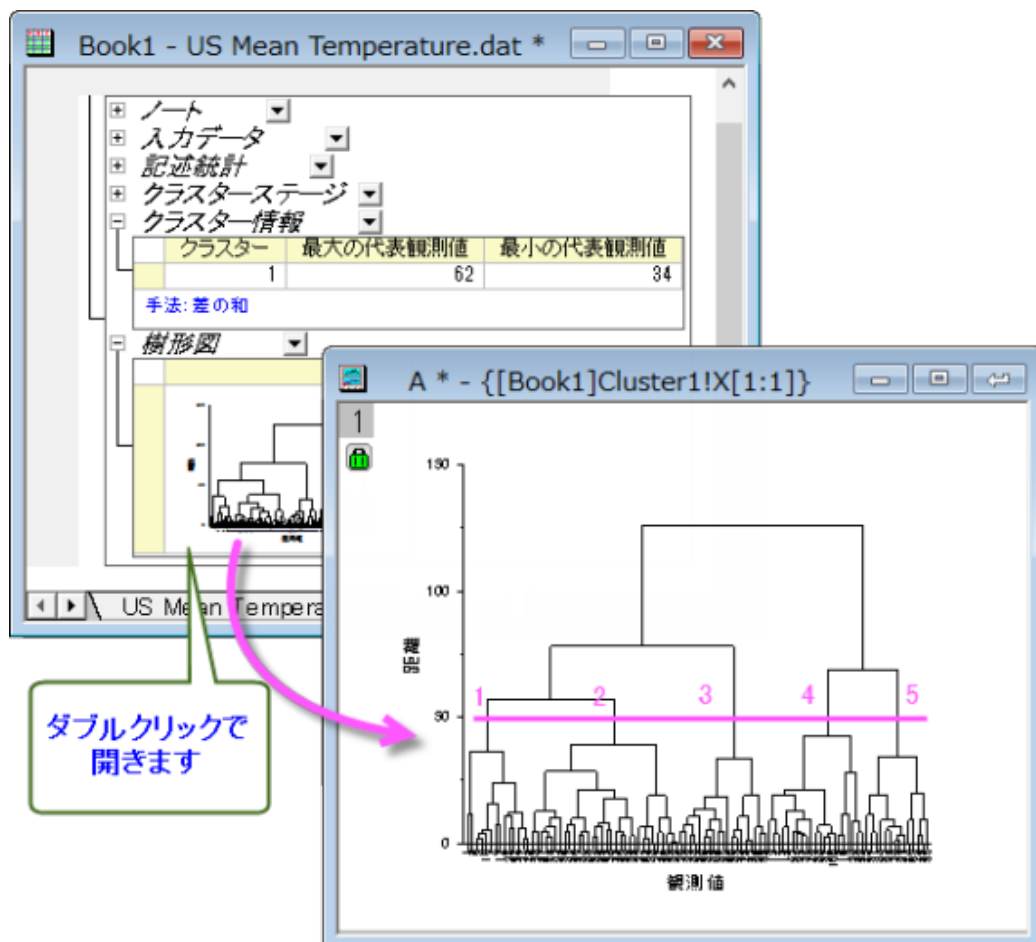 Book1 - US Mean Temperature.dat *
ノート
入力データ
記述統計
クラスターステージ
クラスター情報
クラスター 最大の代表観測値 最小の代表観測値
1 62 34
手法: 差の和
樹形図
US Mean Tempera
ダブルクリックで
開きます
A * - {[Book1]Cluster1!X[1:1]}
1
150
100
距離
1 2 3 4 5
50
0
観測値